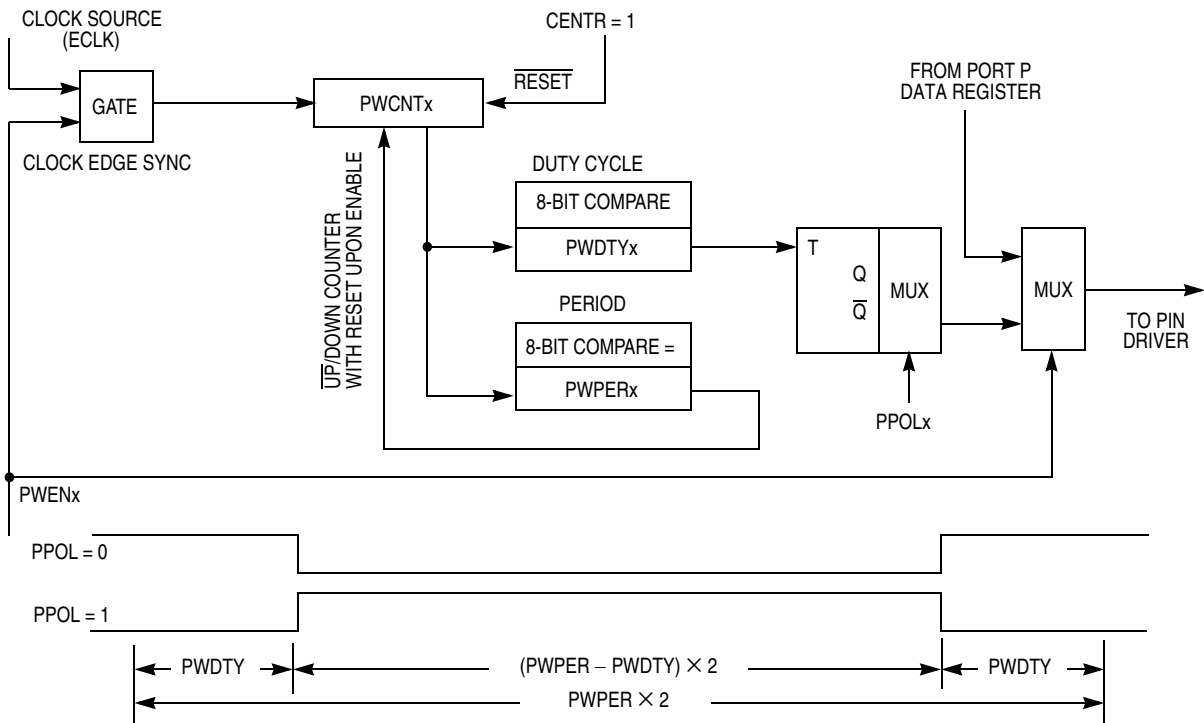 CLOCK SOURCE
(ECLK)
CENTR = 1
RESET
FROM PORT P
DATA REGISTER
GATE
PWCNTx
CLOCK EDGE SYNC
UP/DOWN COUNTER
WITH RESET UPON ENABLE
DUTY CYCLE
8-BIT COMPARE
PWDTYx
PERIOD
8-BIT COMPARE =
PWPERx
T
Q
Q
MUX
PPOLx
MUX
TO PIN
DRIVER
PWENx
PPOL = 0
PPOL = 1
PWDTY
(PWPER – PWDTY) × 2
PWDTY
PWPER × 2